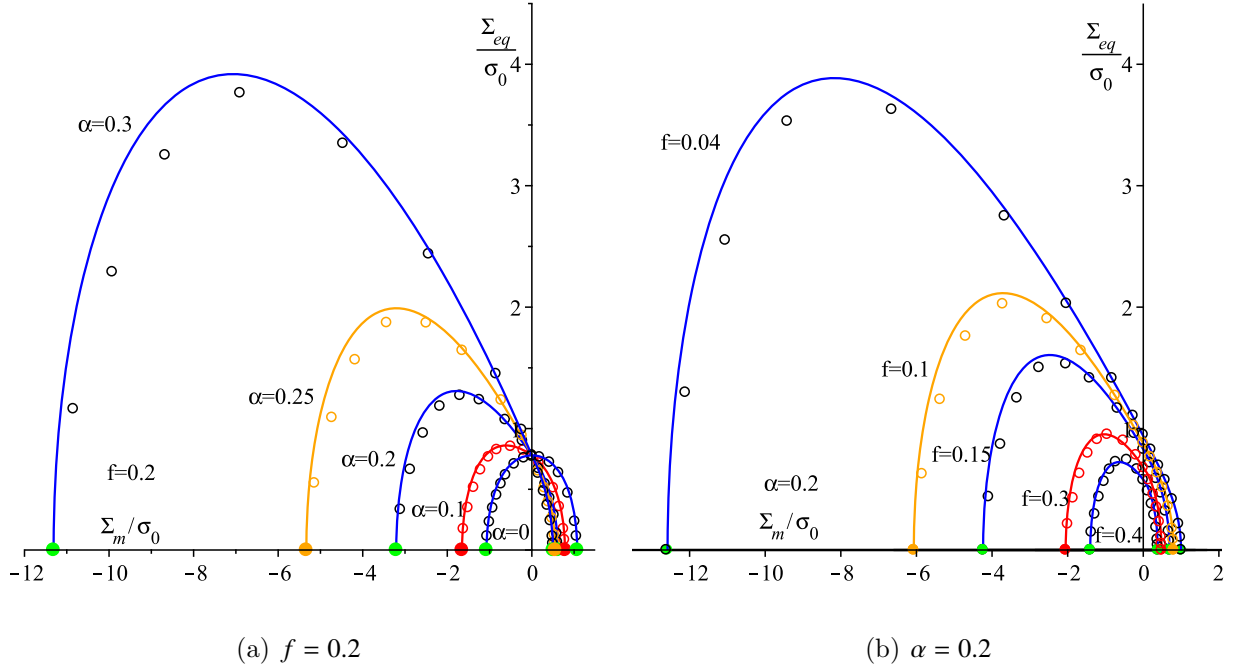 Σeq
σ0
4
α=0.3
3
2
α=0.25
α=0.2
1
f=0.2
α=0.1
Σm/σ0
α=0
−12 −10 −8 −6 −4 −2 0
(a) f = 0.2
Σeq
σ0
4
f=0.04
3
2
f=0.1
1
f=0.15
α=0.2
f=0.3
Σm/σ0
f=0.4
−12 −10 −8 −6 −4 −2 0 2
(b) α = 0.2